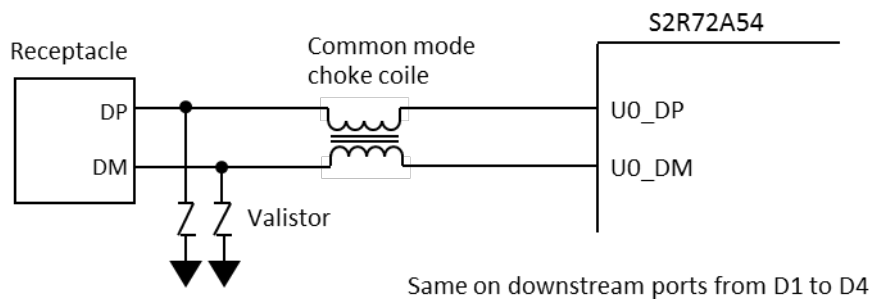 S2R72A54
Receptacle
Common mode
choke coile
DP
U0_DP
DM
U0_DM
Valistor
Same on downstream ports from D1 to D4